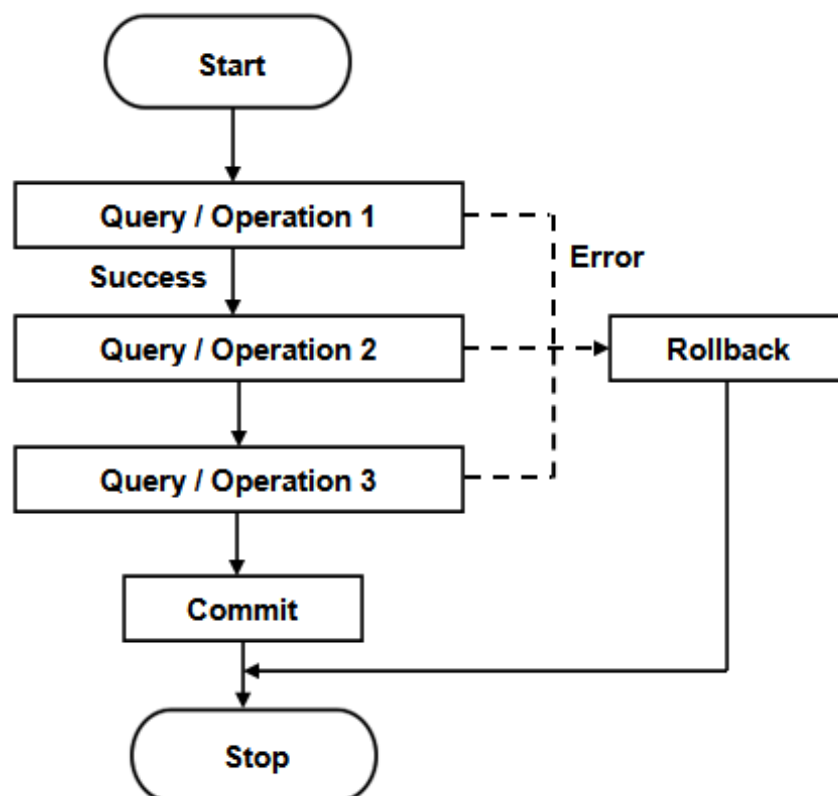 Start
Query / Operation 1
Error
Success
Query / Operation 2
Rollback
Query / Operation 3
Commit
Stop